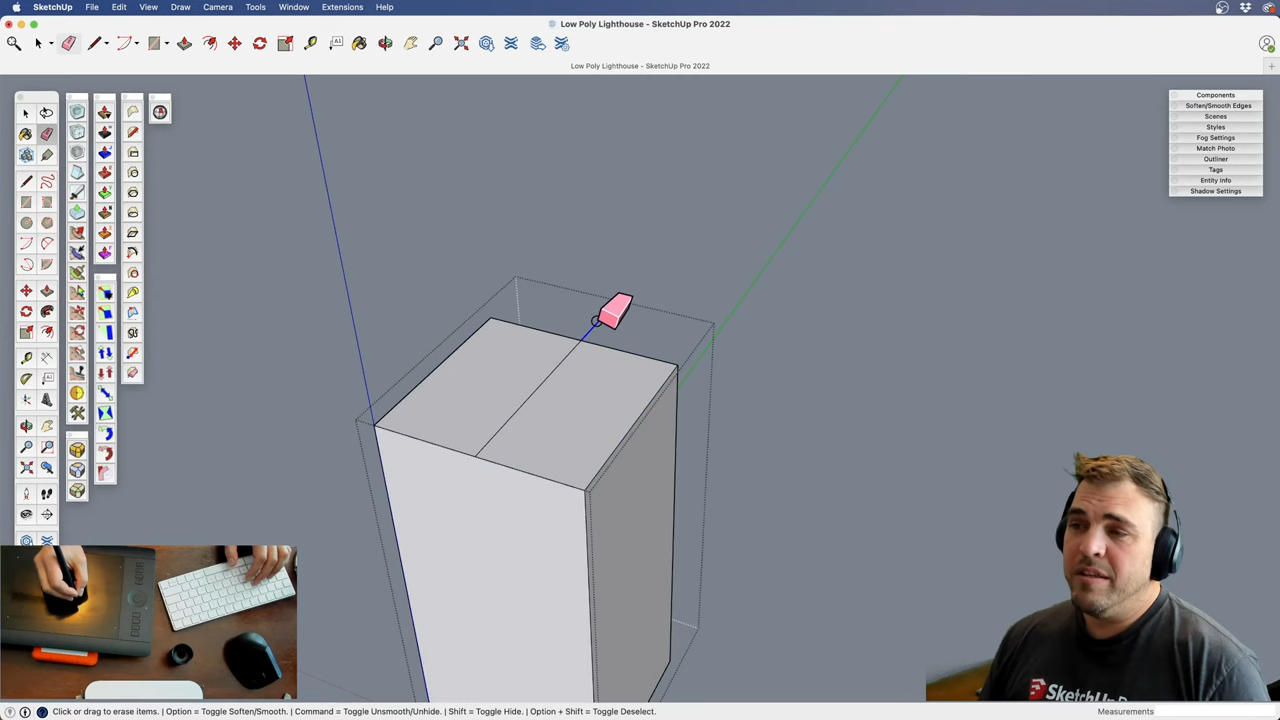 SketchUp File Edit View Draw Camera Tools Window Extensions Help
Low Poly Lighthouse - SketchUp Pro 2022
Low Poly Lighthouse - SketchUp Pro 2022
Components
Soften/Smooth Edges
Scenes
Styles
Fog Settings
Match Photo
Outliner
Tags
Entity Info
Shadow Settings
SketchUp
Click or drag to erase items. | Option = Toggle Soften/Smooth. | Command = Toggle Unsmooth/Unhide. | Shift = Toggle Hide. | Option + Shift = Toggle Deselect.
Measurements